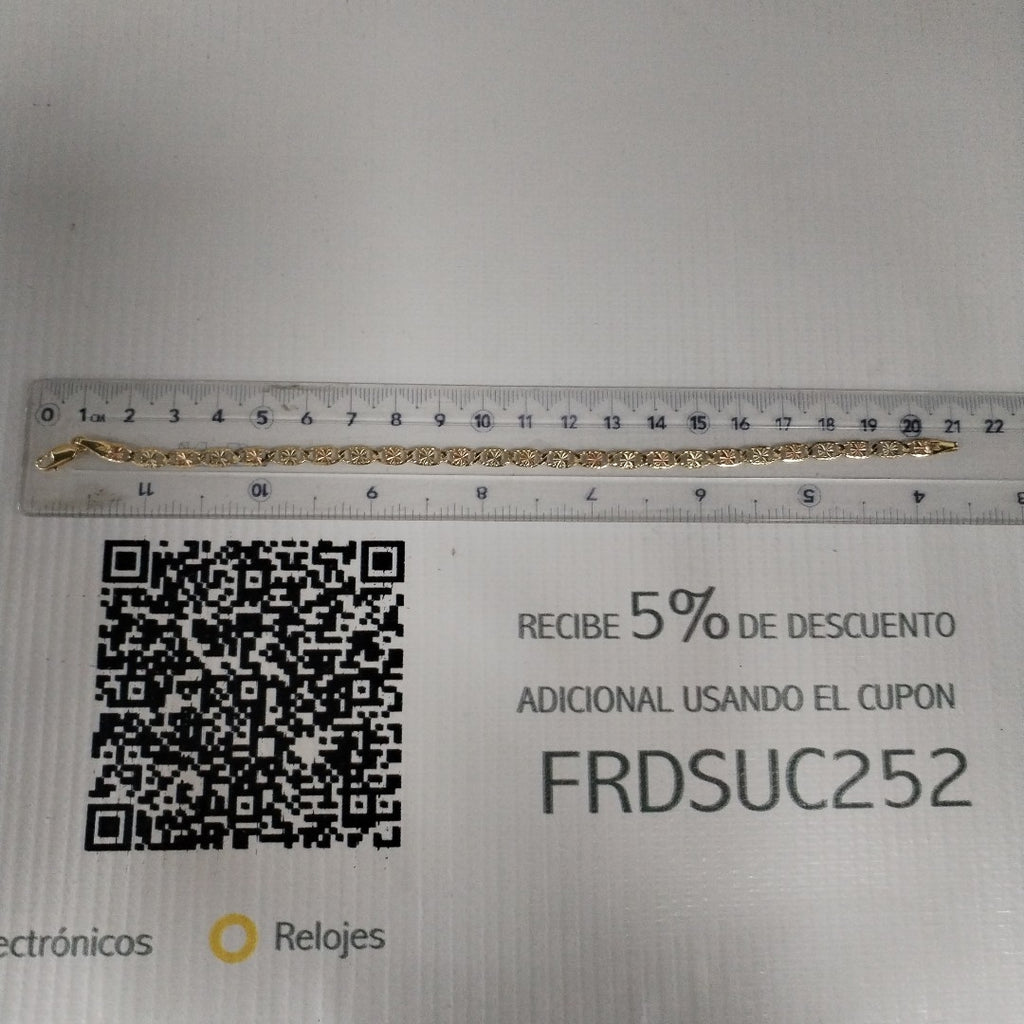 0 1CM 2 3 4 5 6 7 8 9 10 11 12 13 14 15 16 17 18 19 20 21 22
11 10 9 8 7 6 5 4 3
RECIBE 5% DE DESCUENTO
ADICIONAL USANDO EL CUPON
FRDSUC252
ectrónicos Relojes